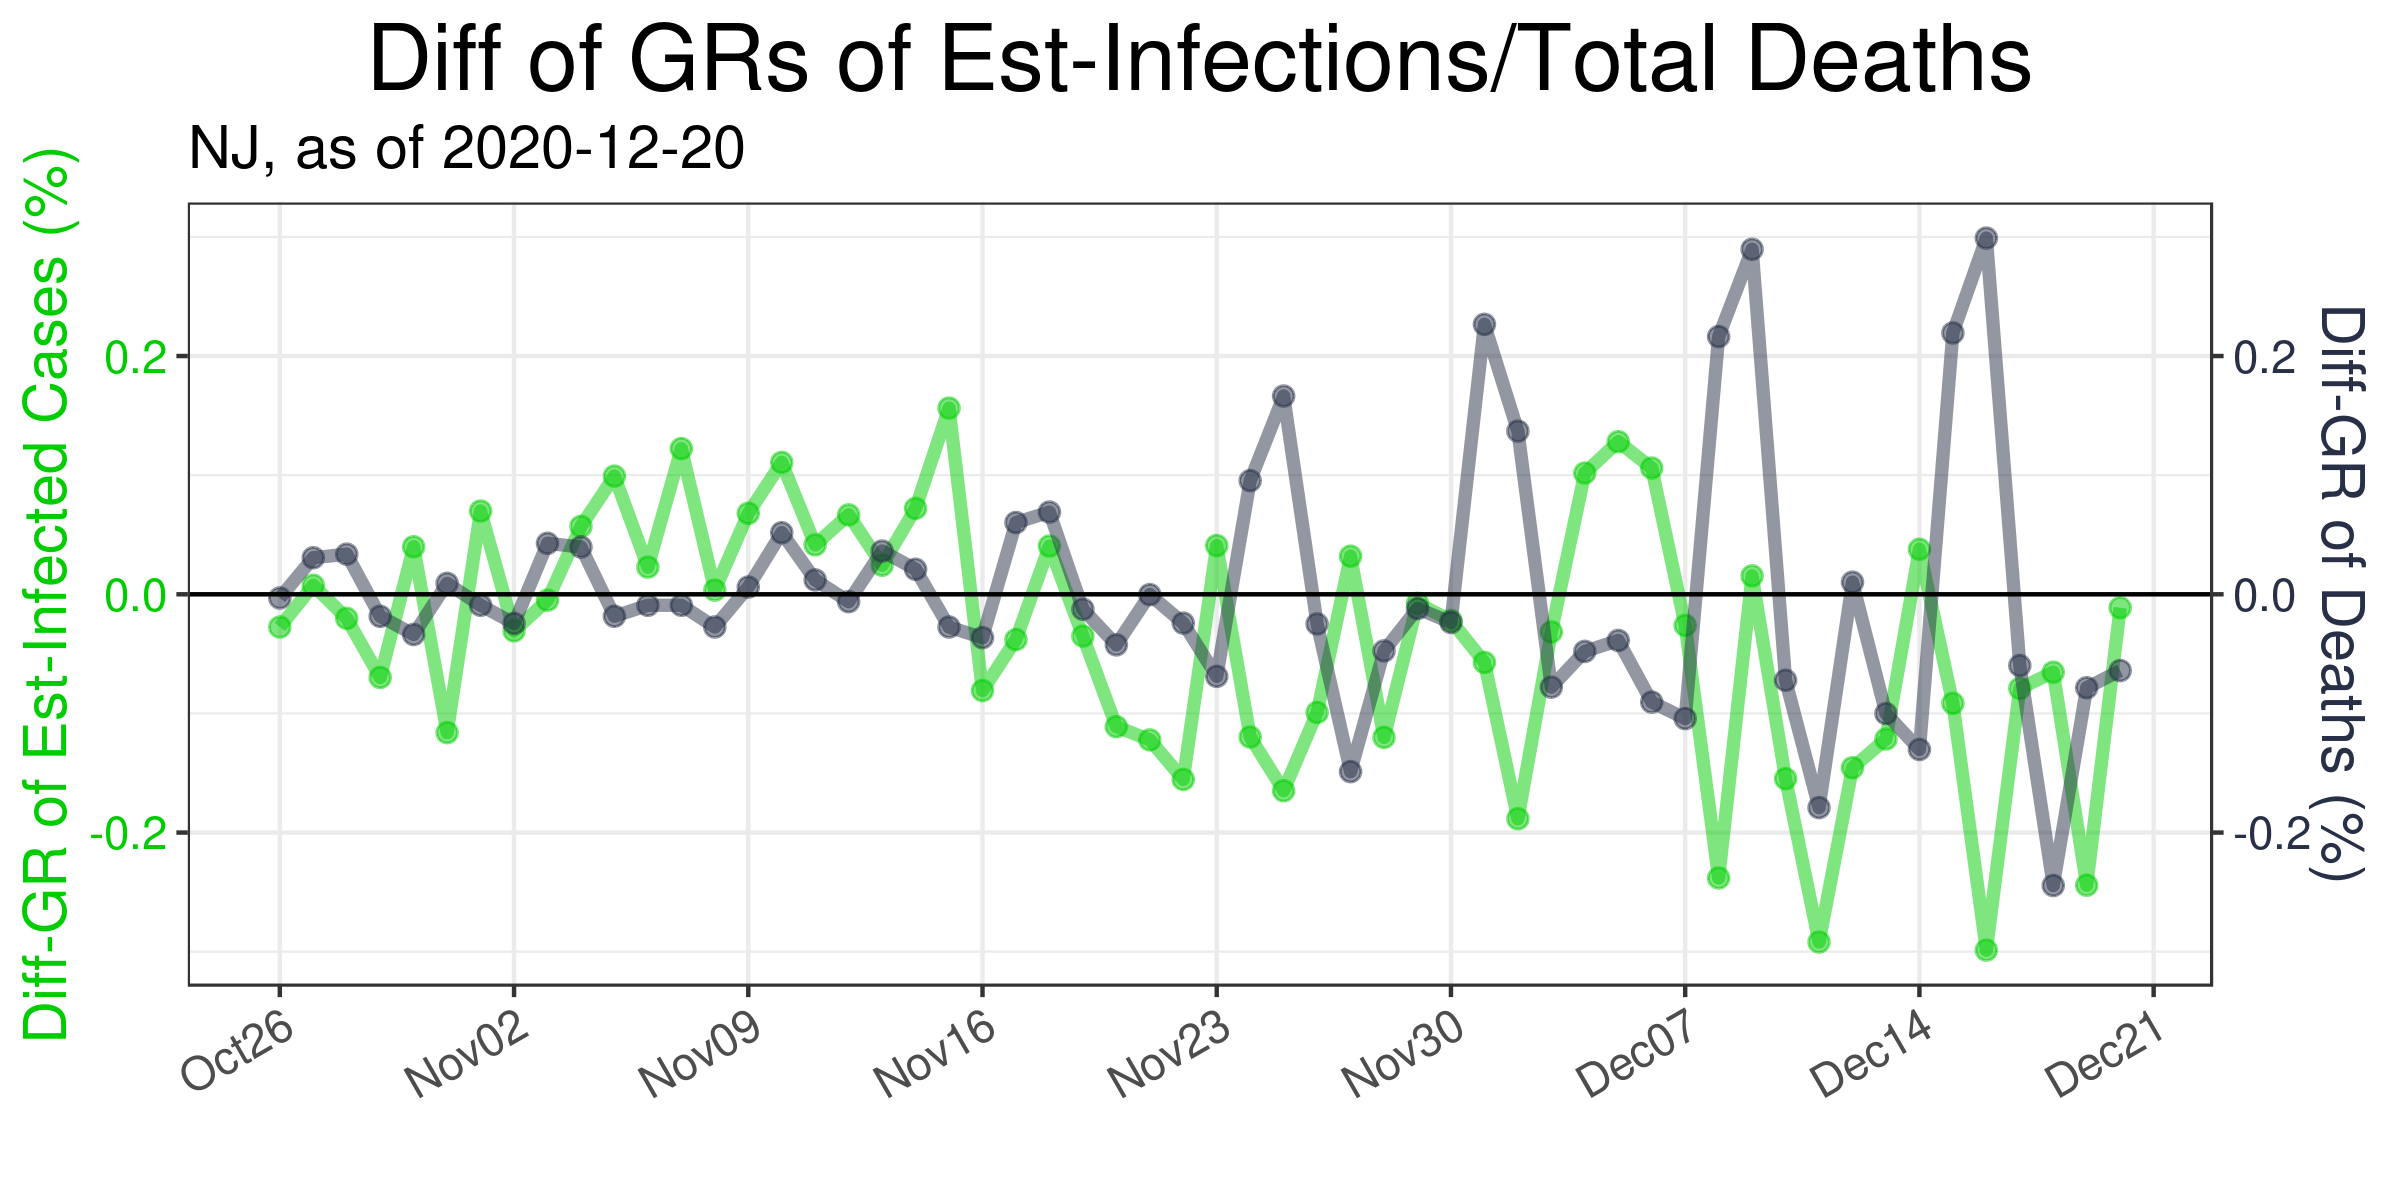 Diff of GRs of Est-Infections/Total Deaths
NJ, as of 2020-12-20
Diff-GR of Est-Infected Cases (%)
0.2
0.0
-0.2
0.2
0.0
-0.2
Diff-GR of Deaths (%)
Oct26
Nov02
Nov09
Nov16
Nov23
Nov30
Dec07
Dec14
Dec21